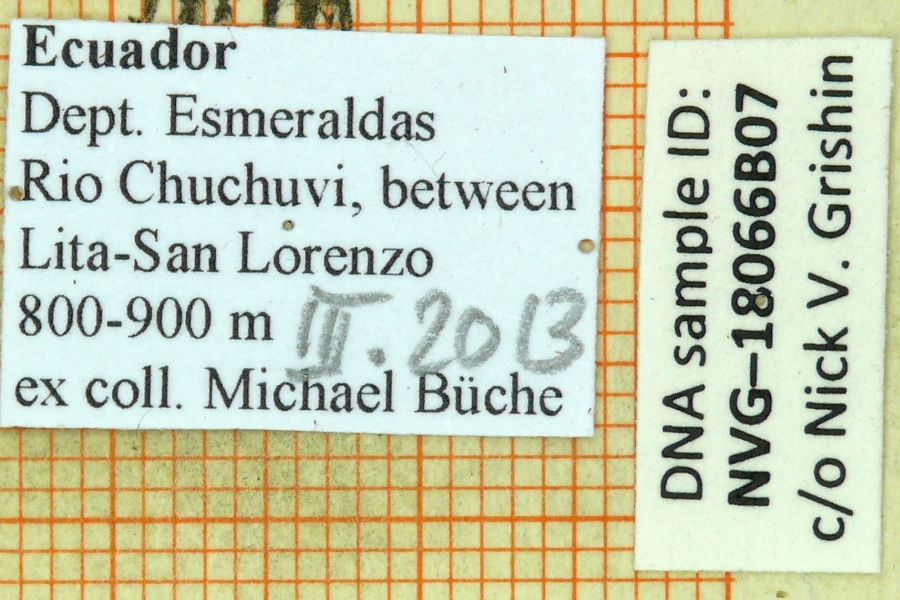 Ecuador
Dept. Esmeraldas
Rio Chuchuvi, between
Lita-San Lorenzo
800-900 m III. 2013
ex coll. Michael Büche
DNA sample ID:
NVG–18066B07
c/o Nick V. Grishin